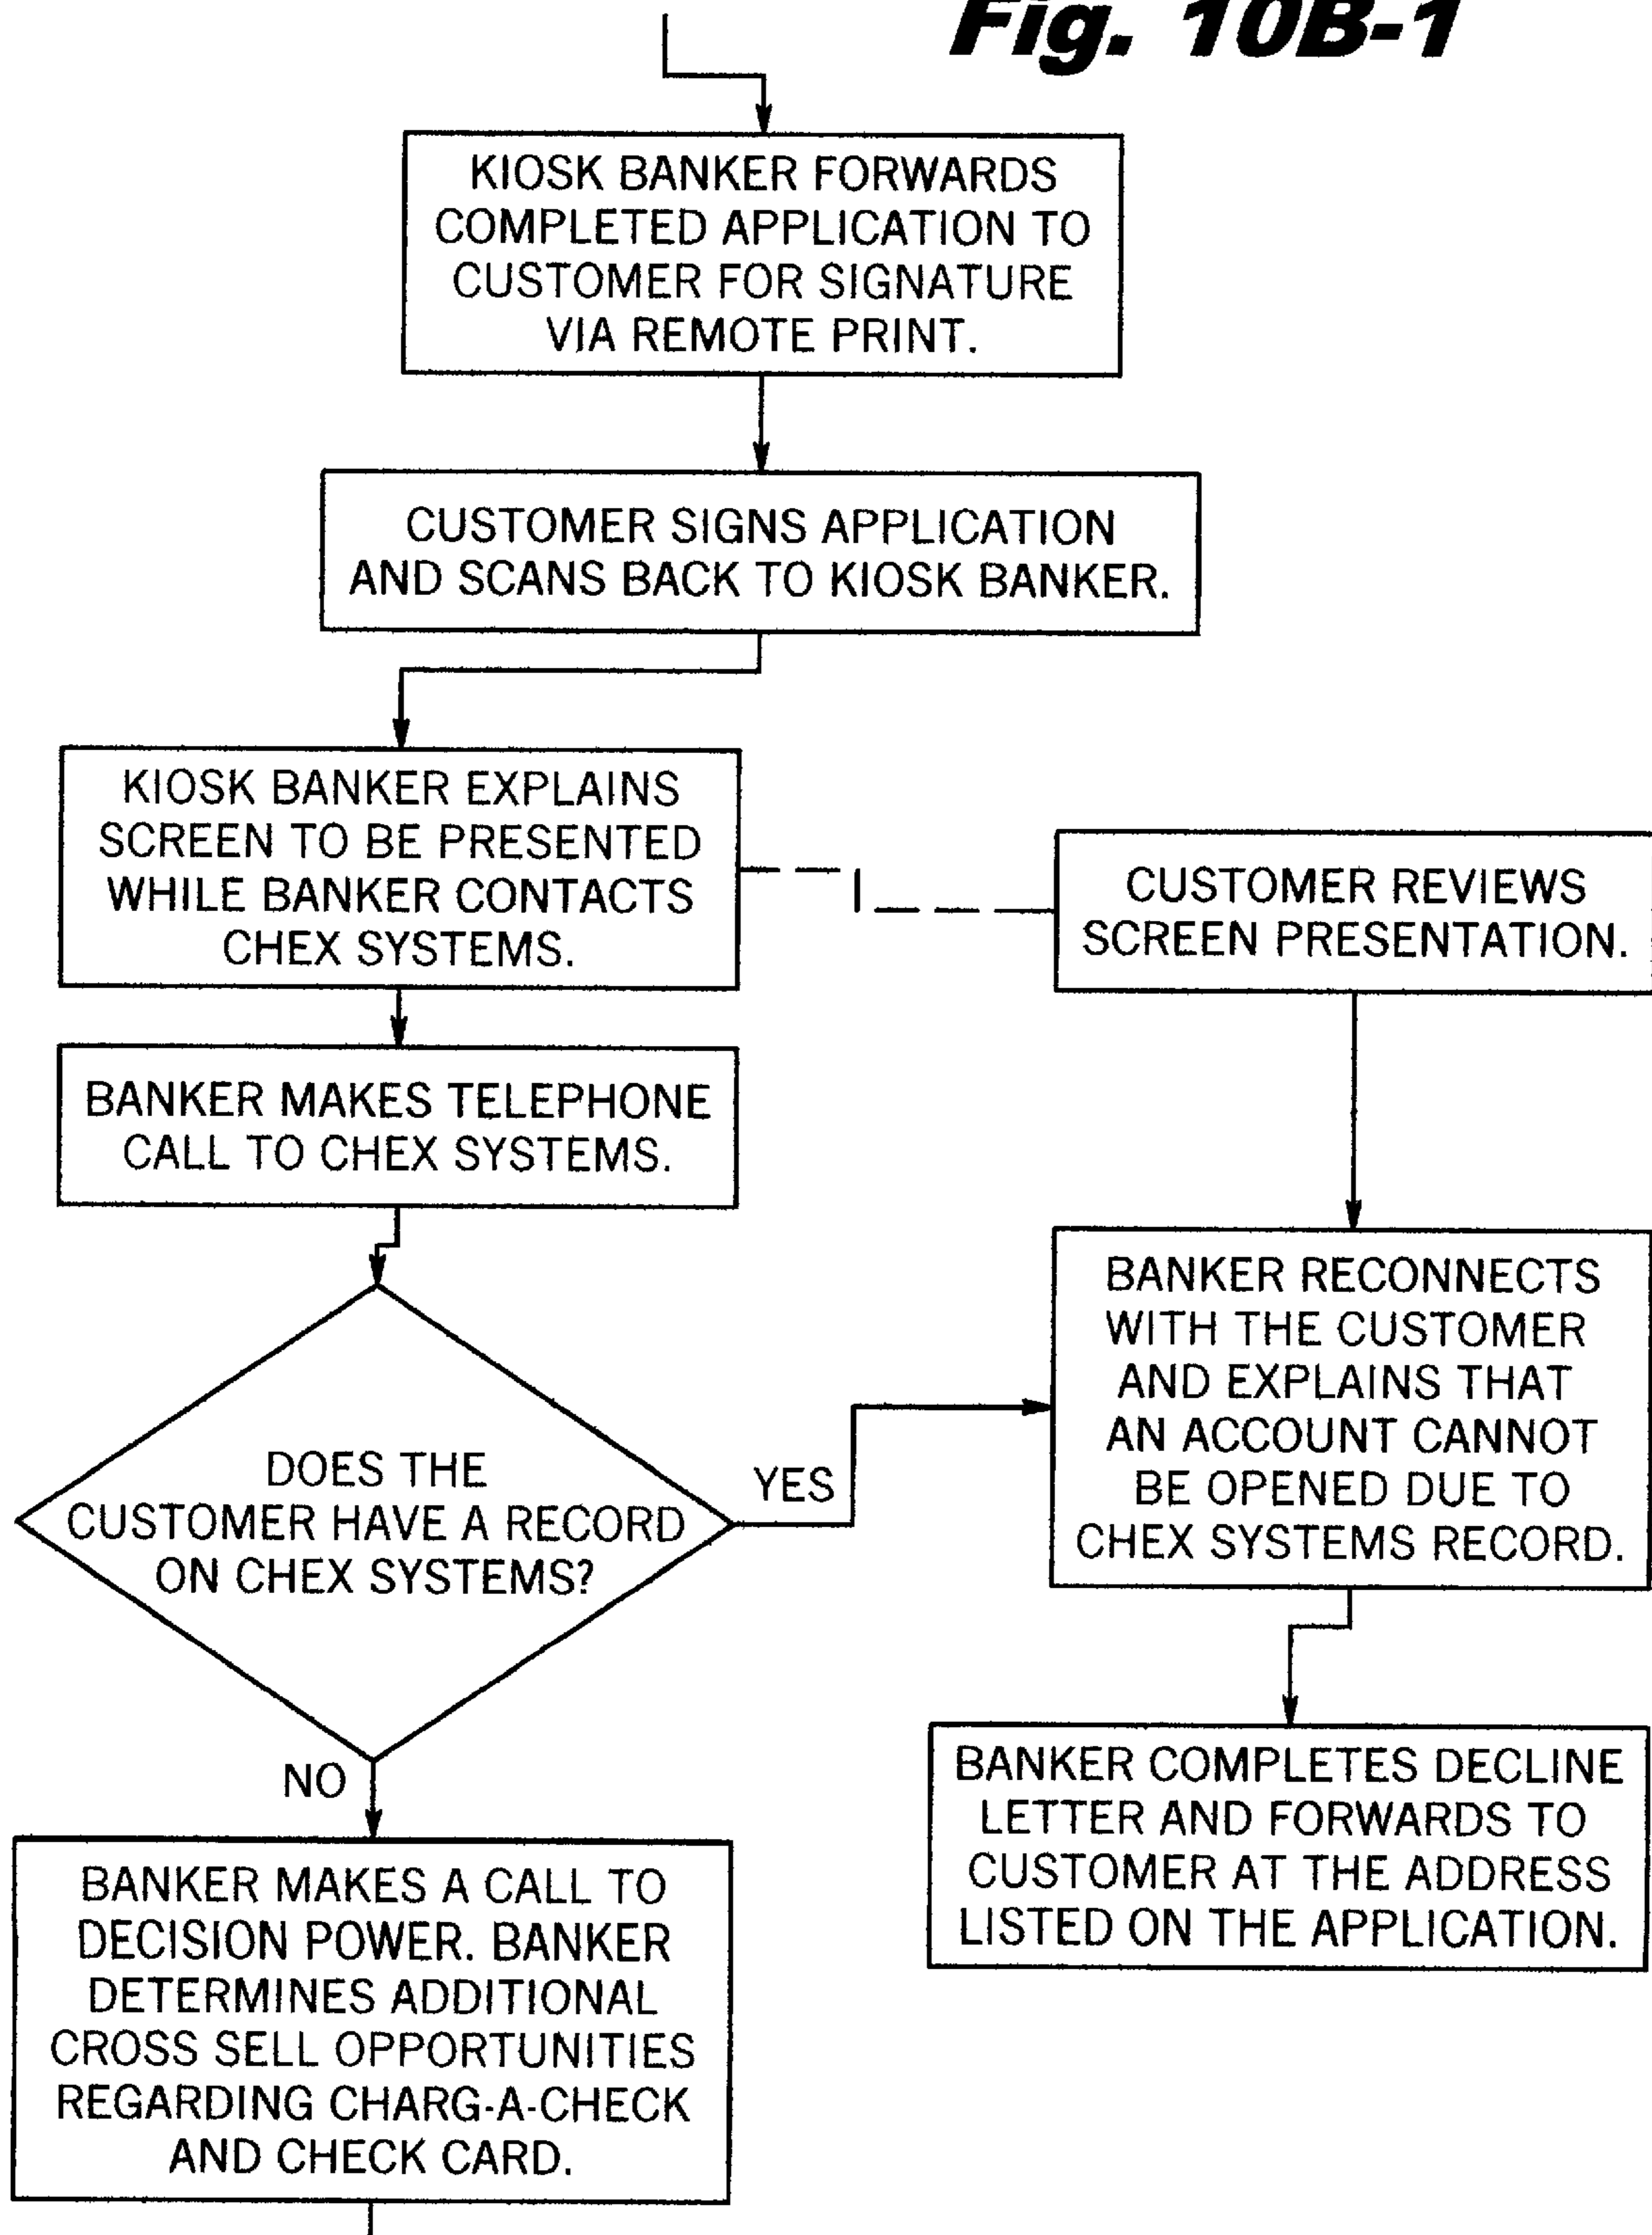 Fig. 10B-1
KIOSK BANKER FORWARDS
COMPLETED APPLICATION TO
CUSTOMER FOR SIGNATURE
VIA REMOTE PRINT.
CUSTOMER SIGNS APPLICATION
AND SCANS BACK TO KIOSK BANKER.
KIOSK BANKER EXPLAINS
SCREEN TO BE PRESENTED
WHILE BANKER CONTACTS
CHEX SYSTEMS.
CUSTOMER REVIEWS
SCREEN PRESENTATION.
BANKER MAKES TELEPHONE
CALL TO CHEX SYSTEMS.
DOES THE
CUSTOMER HAVE A RECORD
ON CHEX SYSTEMS?
YES
BANKER RECONNECTS
WITH THE CUSTOMER
AND EXPLAINS THAT
AN ACCOUNT CANNOT
BE OPENED DUE TO
CHEX SYSTEMS RECORD.
BANKER COMPLETES DECLINE
LETTER AND FORWARDS TO
CUSTOMER AT THE ADDRESS
LISTED ON THE APPLICATION.
NO
BANKER MAKES A CALL TO
DECISION POWER. BANKER
DETERMINES ADDITIONAL
CROSS SELL OPPORTUNITIES
REGARDING CHARG-A-CHECK
AND CHECK CARD.